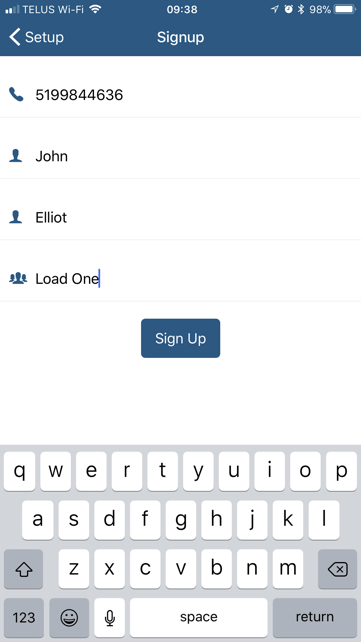 TELUS Wi-Fi 09:38 98%
Setup Signup
5199844636
John
Elliot
Load One
Sign Up
q w e r t y u i o p
a s d f g h j k l
z x c v b n m
123 space return